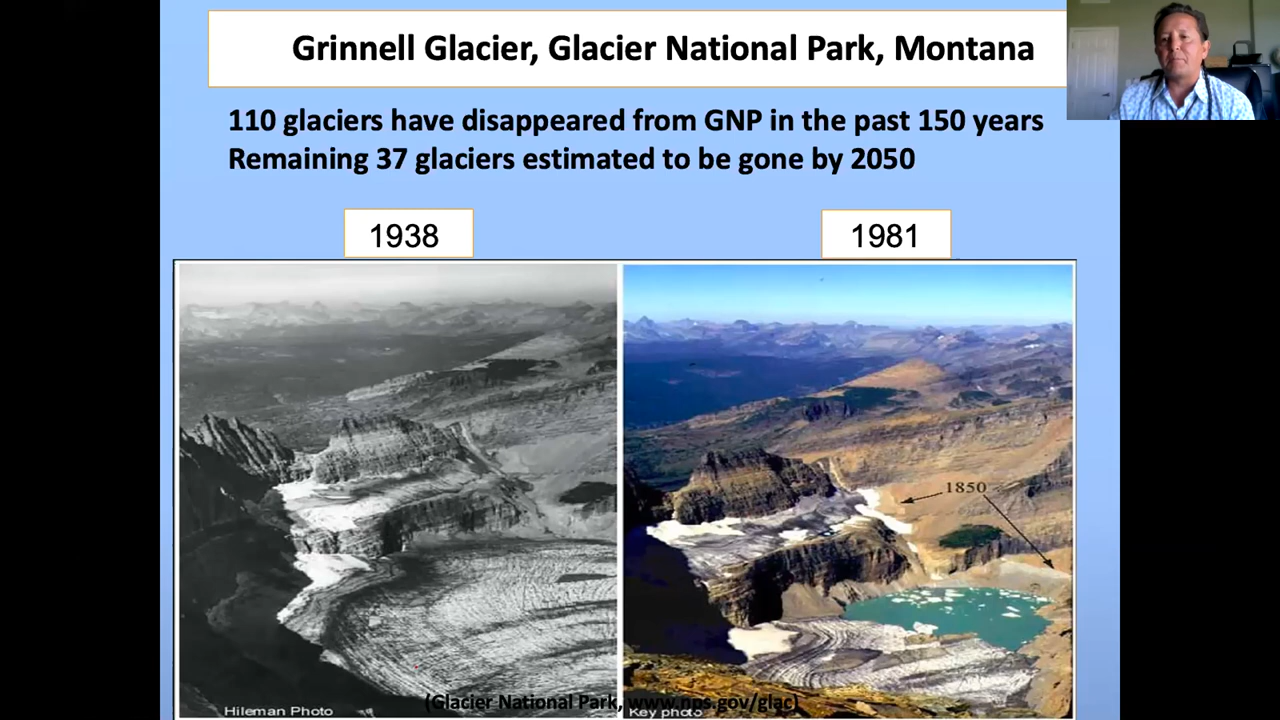 Grinnell Glacier, Glacier National Park, Montana
110 glaciers have disappeared from GNP in the past 150 years
Remaining 37 glaciers estimated to be gone by 2050
1938
1981
1850
(Glacier National Park, www.nps.gov/glac)
Hileman Photo
Key photo